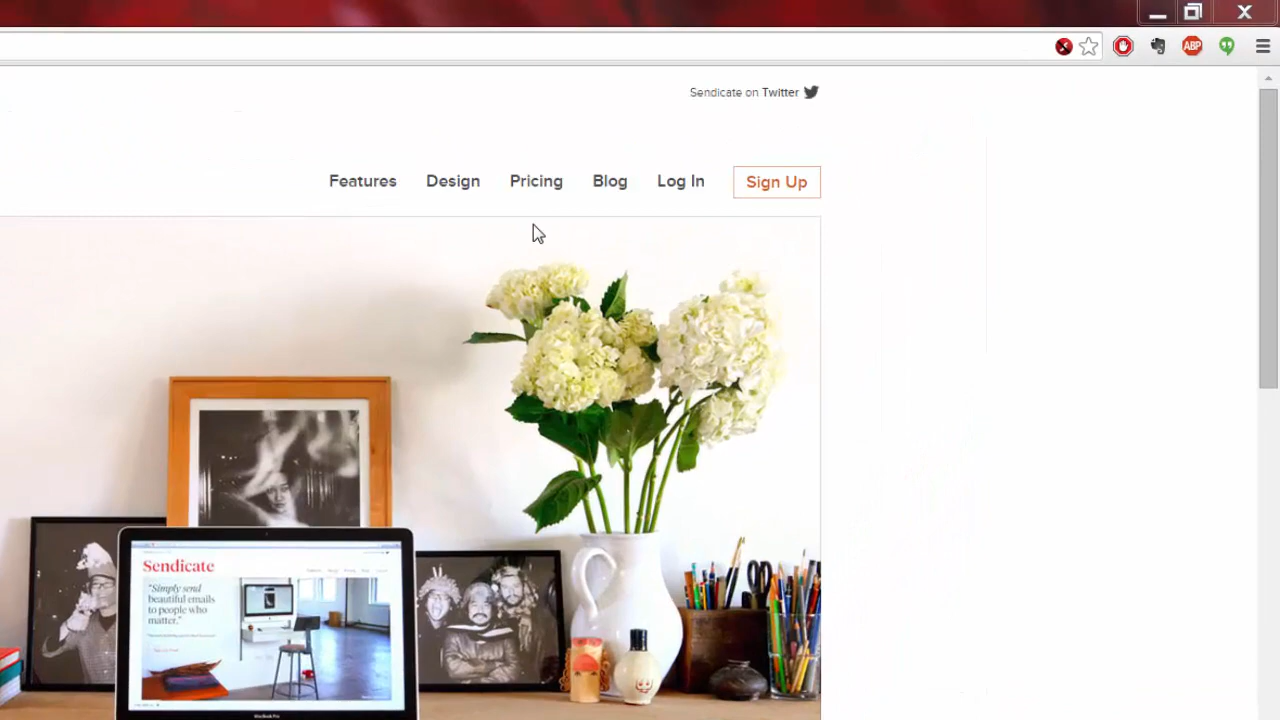 ABP
Sendicate on Twitter
Features Design Pricing Blog Log In Sign Up
Sendicate
"Simply send
beautiful emails
to people who
matter."